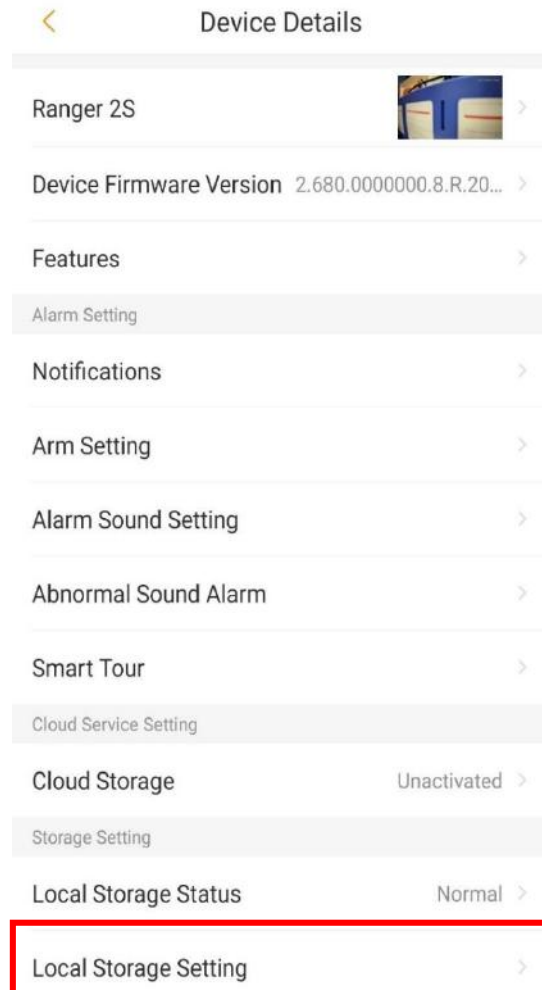 Device Details
Ranger 2S
Device Firmware Version 2.680.0000000.8.R.20...
Features
Alarm Setting
Notifications
Arm Setting
Alarm Sound Setting
Abnormal Sound Alarm
Smart Tour
Cloud Service Setting
Cloud Storage Unactivated
Storage Setting
Local Storage Status Normal
Local Storage Setting